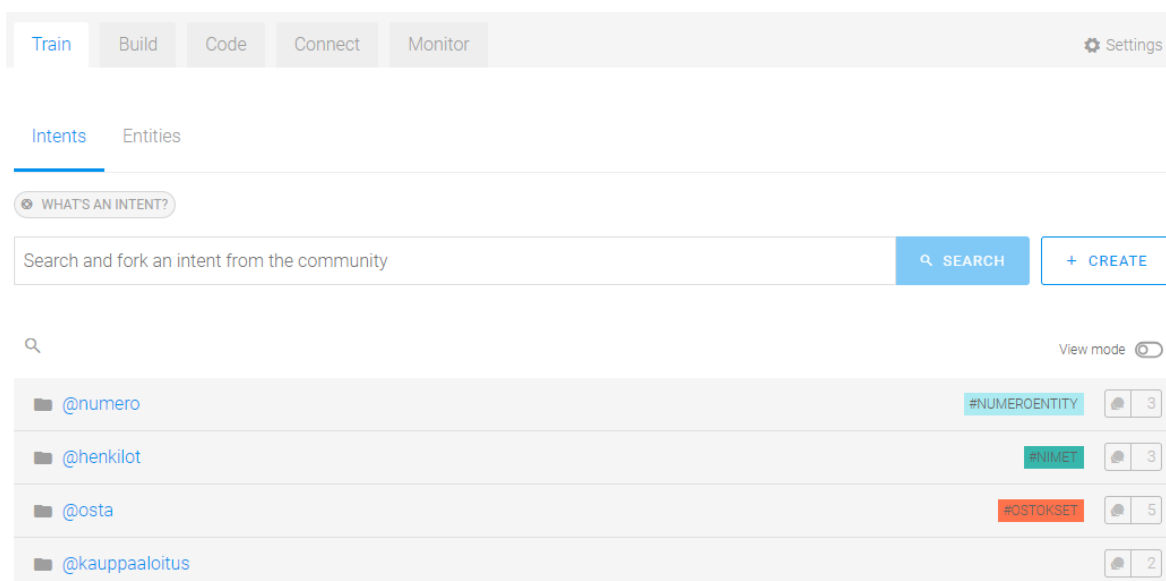 Train Build Code Connect Monitor Settings
Intents Entities
WHAT'S AN INTENT?
Search and fork an intent from the community SEARCH + CREATE
View mode
@numero #NUMEROENTITY 3
@henkilot #NIMET 3
@osta #OSTOKSET 5
@kauppaaloitus 2